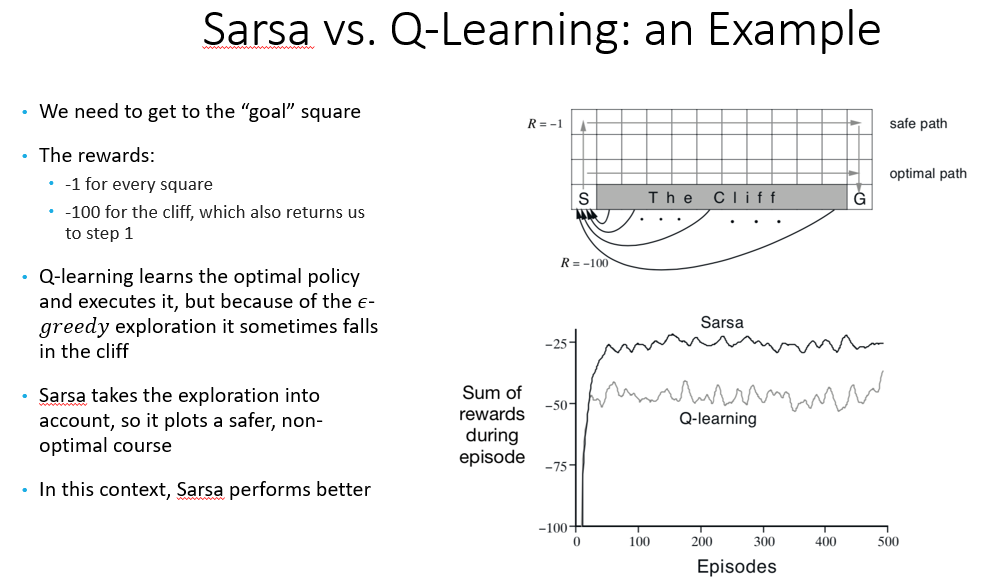 Sarsa vs. Q-Learning: an Example
• We need to get to the “goal” square
• The rewards:
• -1 for every square
• -100 for the cliff, which also returns us
to step 1
• Q-learning learns the optimal policy
and executes it, but because of the ϵ-
greedy exploration it sometimes falls
in the cliff
• Sarsa takes the exploration into
account, so it plots a safer, non-
optimal course
• In this context, Sarsa performs better
R = −1
safe path
optimal path
S
The Cliff
G
. . .
. . .
R = −100
Sarsa
Q-learning
Sum of
rewards
during
episode
−25
−50
−75
−100
0 100 200 300 400 500
Episodes